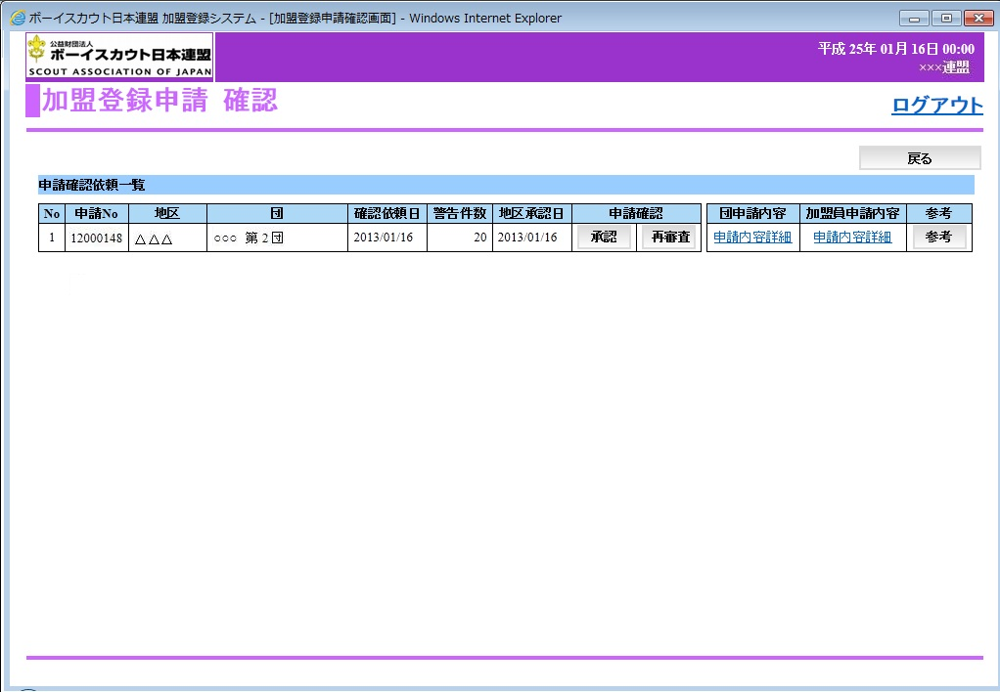 ボーイスカウト日本連盟 加盟登録システム - [加盟登録申請確認画面] - Windows Internet Explorer
公益財団法人
ボーイスカウト日本連盟
SCOUT ASSOCIATION OF JAPAN
平成 25年 01月 16日 00:00
×××連盟
加盟登録申請 確認
ログアウト
戻る
申請確認依頼一覧
No 申請No 地区 団 確認依頼日 警告件数 地区承認日 申請確認 団申請内容 加盟員申請内容 参考
1 12000148 △△△ ○○○ 第 2 団 2013/01/16 20 2013/01/16 承認 再審査 申請内容詳細 申請内容詳細 参考